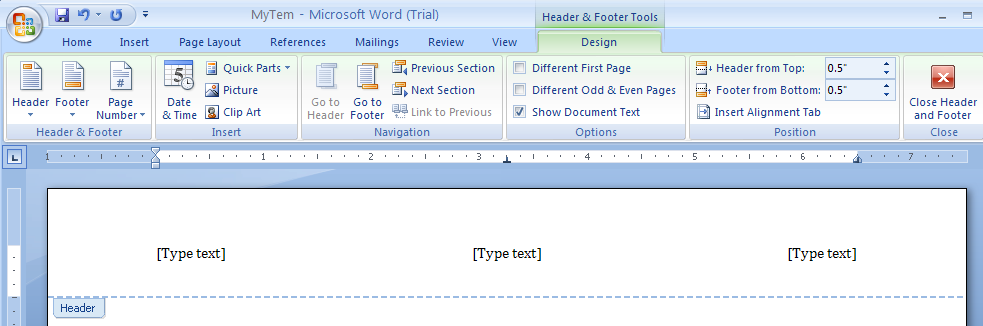 MyTem - Microsoft Word (Trial)
Header & Footer Tools
Home Insert Page Layout References Mailings Review View Design
Header
Footer
Page Number
Header & Footer
Date & Time
Quick Parts
Picture
Clip Art
Insert
Go to Header
Go to Footer
Previous Section
Next Section
Link to Previous
Navigation
Different First Page
Different Odd & Even Pages
Show Document Text
Options
Header from Top: 0.5"
Footer from Bottom: 0.5"
Insert Alignment Tab
Position
Close Header and Footer
Close
1 1 2 3 4 5 6 7
[Type text] [Type text] [Type text]
Header